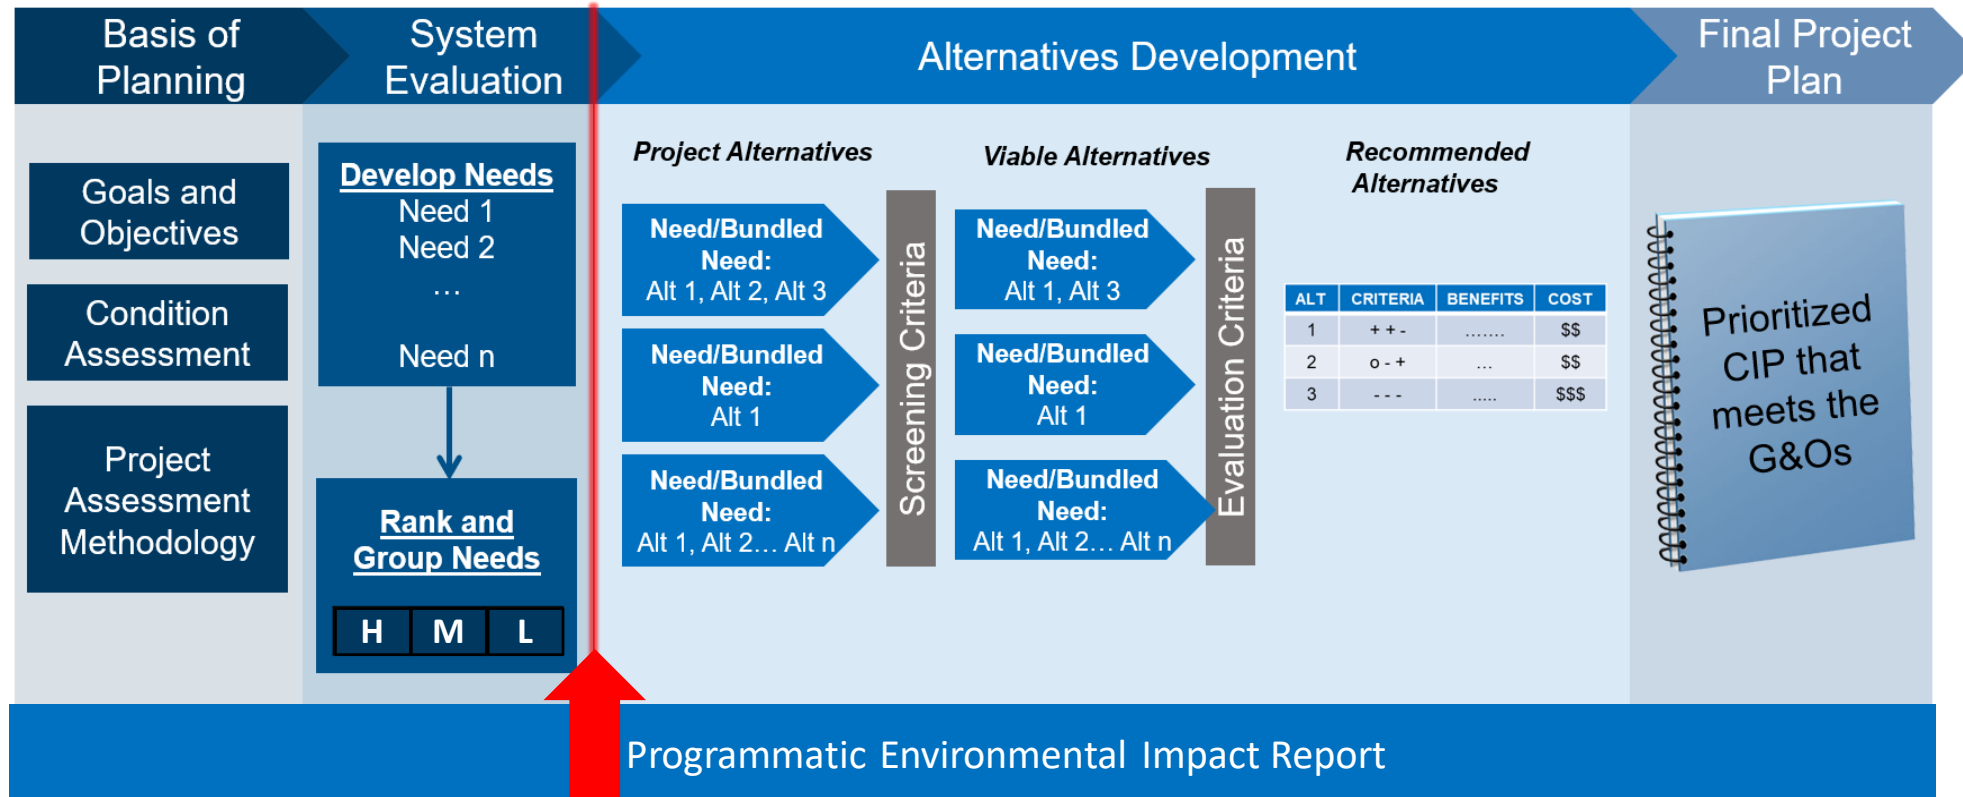 Basis of
Planning
System
Evaluation
Alternatives Development
Final Project
Plan
Goals and
Objectives
Condition
Assessment
Project
Assessment
Methodology
Develop Needs
Need 1
Need 2
...
Need n
Rank and
Group Needs
H M L
Project Alternatives
Need/Bundled
Need:
Alt 1, Alt 2, Alt 3
Need/Bundled
Need:
Alt 1
Need/Bundled
Need:
Alt 1, Alt 2... Alt n
Screening Criteria
Viable Alternatives
Need/Bundled
Need:
Alt 1, Alt 3
Need/Bundled
Need:
Alt 1
Need/Bundled
Need:
Alt 1, Alt 2... Alt n
Evaluation Criteria
Recommended
Alternatives
ALT CRITERIA BENEFITS COST
1 + + - ....... $$
2 o - + ... $$
3 - - - ..... $$$
Prioritized
CIP that
meets the
G&Os
Programmatic Environmental Impact Report